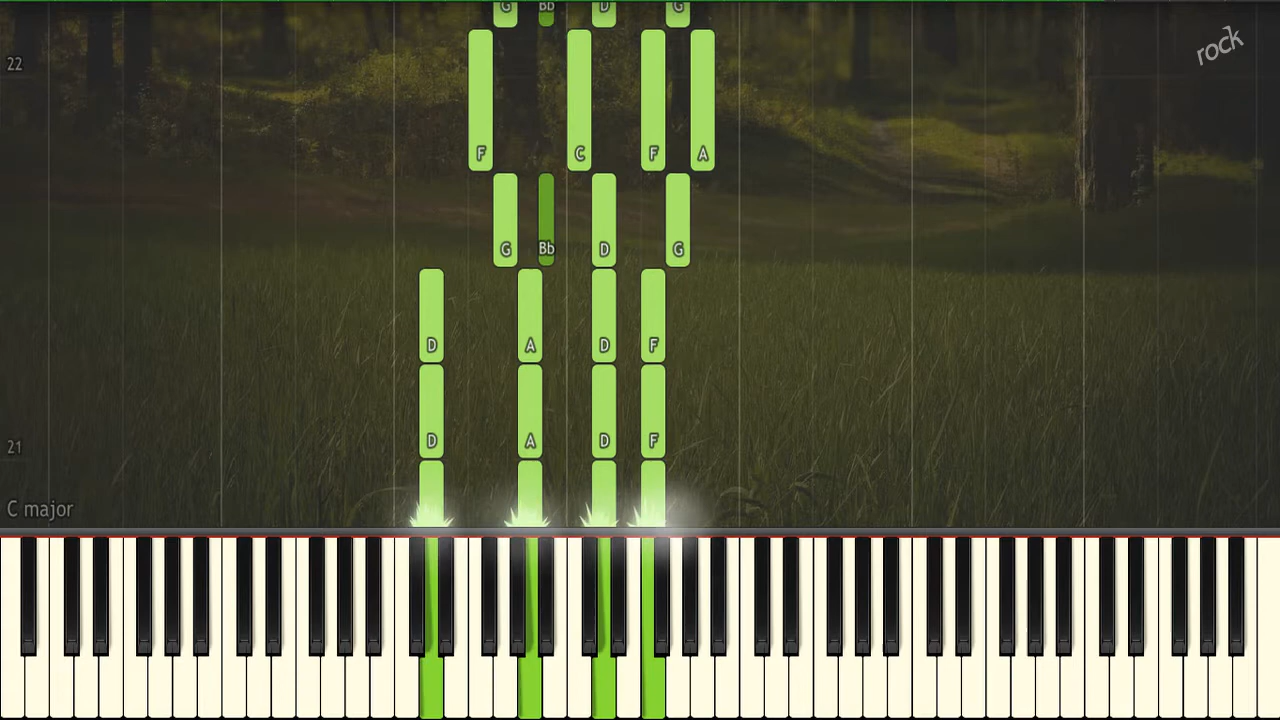 G Bb D G
rock
22
F C F A
G Bb D G
D A D F
21
D A D F
C major